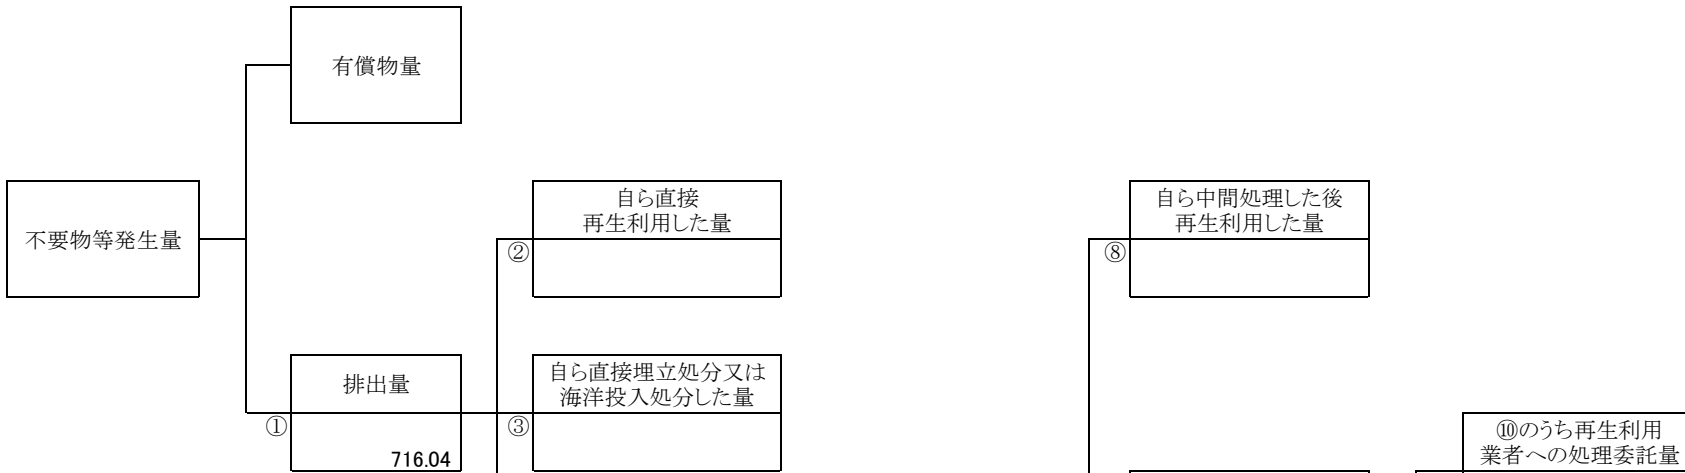 有償物量
不要物等発生量
自ら直接
再生利用した量
②
自ら中間処理した後
再生利用した量
⑧
排出量
①
716.04
自ら直接埋立処分又は
海洋投入処分した量
③
⑩のうち再生利用
業者への処理委託量